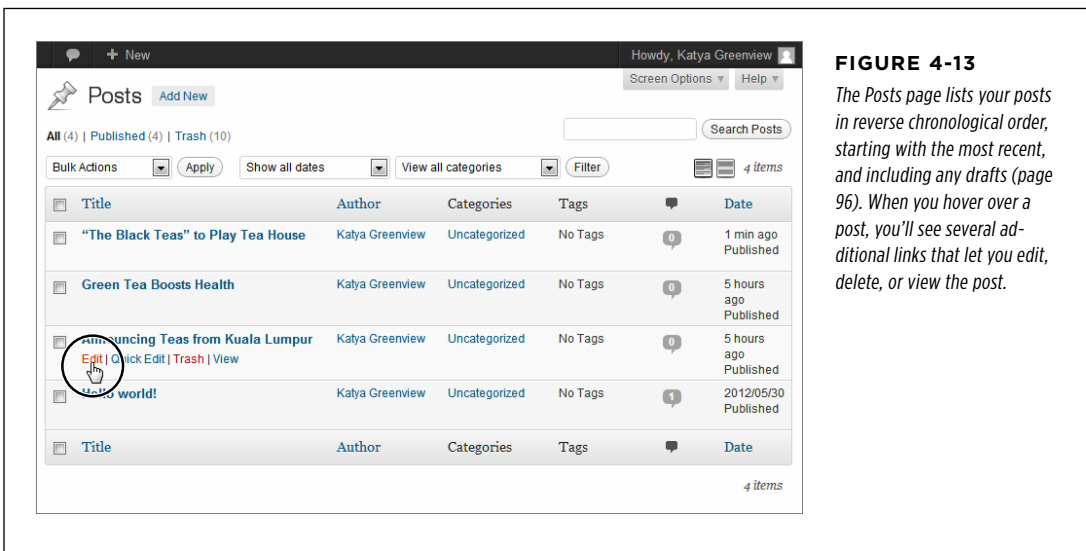 + New
Howdy, Katya Greenview
Screen Options
Help
Posts
Add New
All (4) | Published (4) | Trash (10)
Search Posts
Bulk Actions
Apply
Show all dates
View all categories
Filter
4 items
Title Author Categories Tags Date
“The Black Teas” to Play Tea House Katya Greenview Uncategorized No Tags 0 1 min ago
Published
Green Tea Boosts Health Katya Greenview Uncategorized No Tags 0 5 hours
ago
Published
Announcing Teas from Kuala Lumpur Katya Greenview Uncategorized No Tags 0 5 hours
Edit | Quick Edit | Trash | View ago
Published
Hello world! Katya Greenview Uncategorized No Tags 1 2012/05/30
Published
Title Author Categories Tags Date
4 items
FIGURE 4-13
The Posts page lists your posts
in reverse chronological order,
starting with the most recent,
and including any drafts (page
96). When you hover over a
post, you’ll see several ad-
ditional links that let you edit,
delete, or view the post.